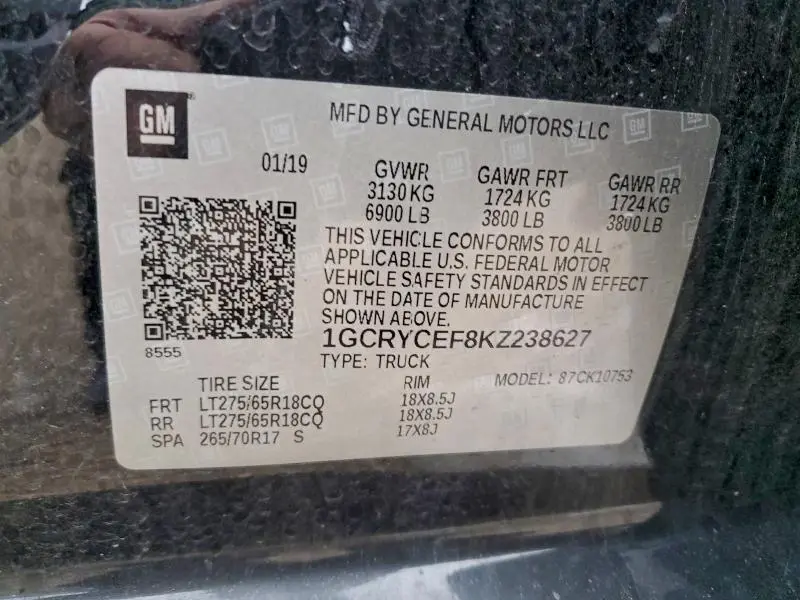 GM
MFD BY GENERAL MOTORS LLC
01/19
GVWR GAWR FRT GAWR RR
3130 KG 1724 KG 1724 KG
6900 LB 3800 LB 3800 LB
THIS VEHICLE CONFORMS TO ALL
APPLICABLE U.S. FEDERAL MOTOR
VEHICLE SAFETY STANDARDS IN EFFECT
ON THE DATE OF MANUFACTURE
SHOWN ABOVE.
8555
1GCRYCEF8KZ238627
TYPE: TRUCK
MODEL: 87CK10753
TIRE SIZE RIM
FRT LT275/65R18CQ 18X8.5J
RR LT275/65R18CQ 18X8.5J
SPA 265/70R17 S 17X8J